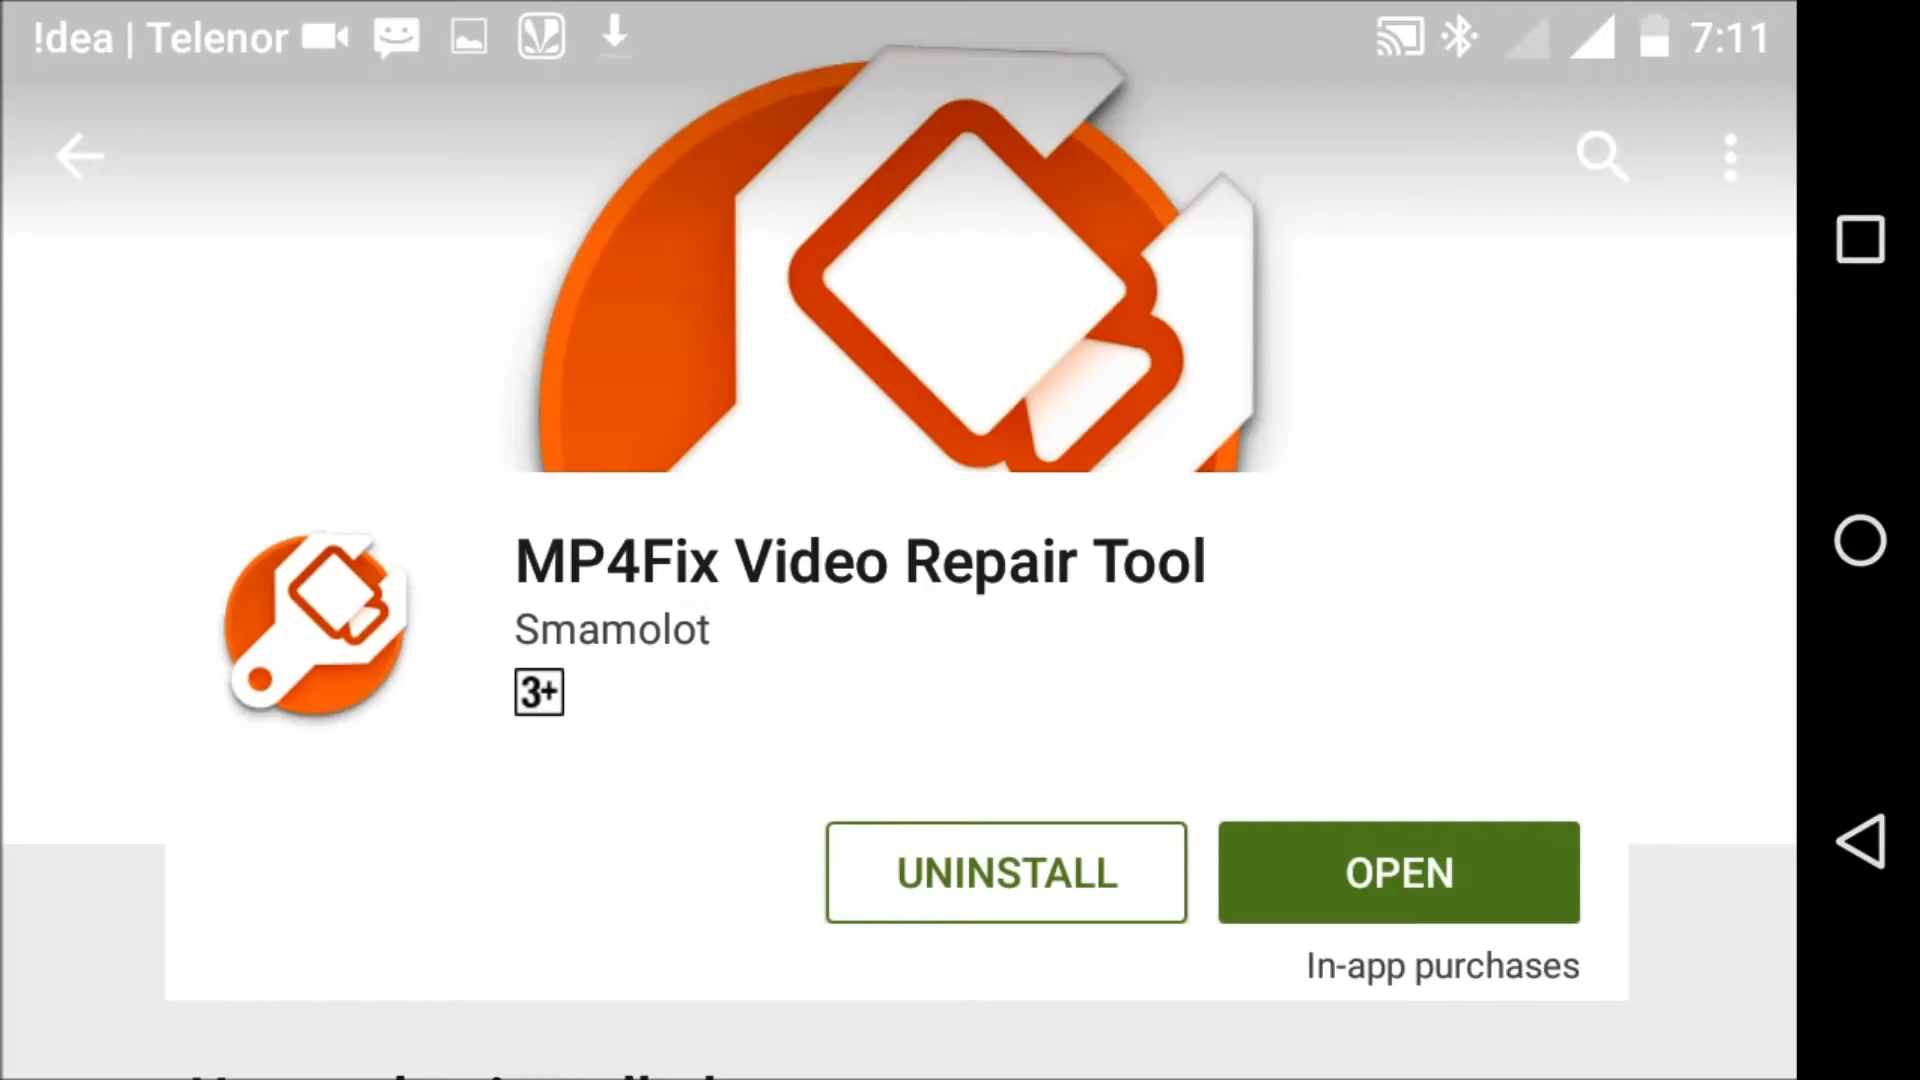 !dea | Telenor 7:11
MP4Fix Video Repair Tool
Smamolot
3+
UNINSTALL OPEN
In-app purchases